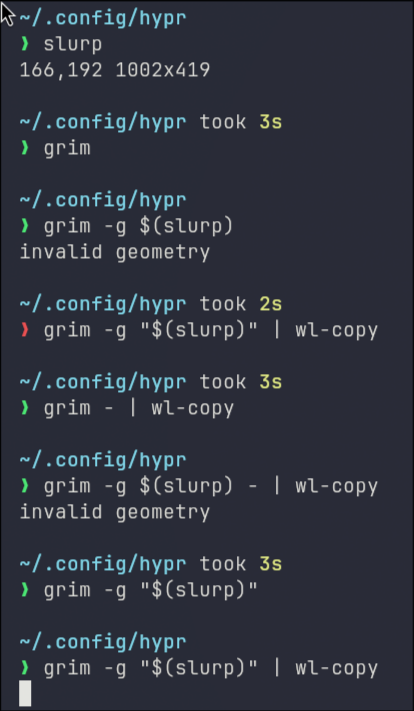 ~/.config/hypr
❯ slurp
166,192 1002x419
~/.config/hypr took 3s
❯ grim
~/.config/hypr
❯ grim -g $(slurp)
invalid geometry
~/.config/hypr took 2s
❯ grim -g "$(slurp)" | wl-copy
~/.config/hypr took 3s
❯ grim - | wl-copy
~/.config/hypr
❯ grim -g $(slurp) - | wl-copy
invalid geometry
~/.config/hypr took 3s
❯ grim -g "$(slurp)"
~/.config/hypr
❯ grim -g "$(slurp)" | wl-copy